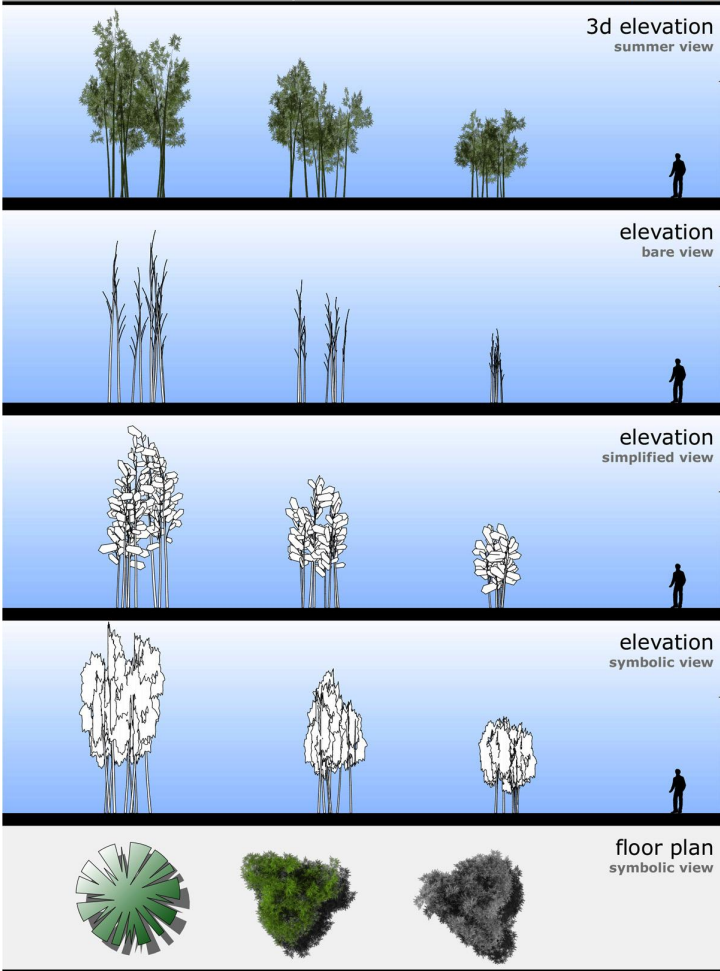 3d elevation
summer view
elevation
bare view
elevation
simplified view
elevation
symbolic view
floor plan
symbolic view